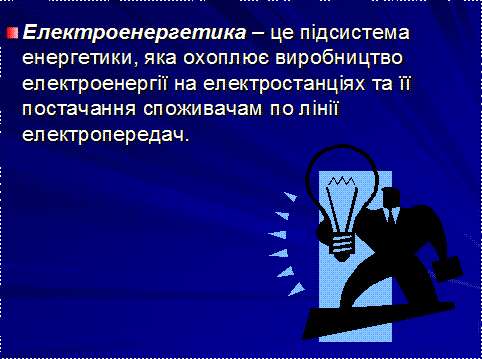 Електроенергетика – це підсистема
енергетики, яка охоплює виробництво
електроенергії на електростанціях та її
постачання споживачам по лінії
електропередач.